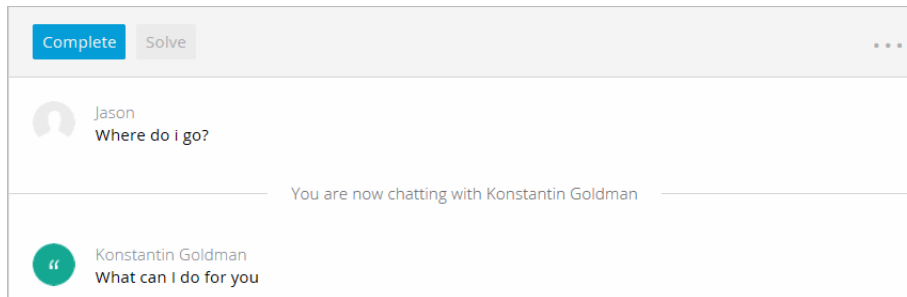 Complete Solve
Jason
Where do i go?
You are now chatting with Konstantin Goldman
Konstantin Goldman
What can I do for you